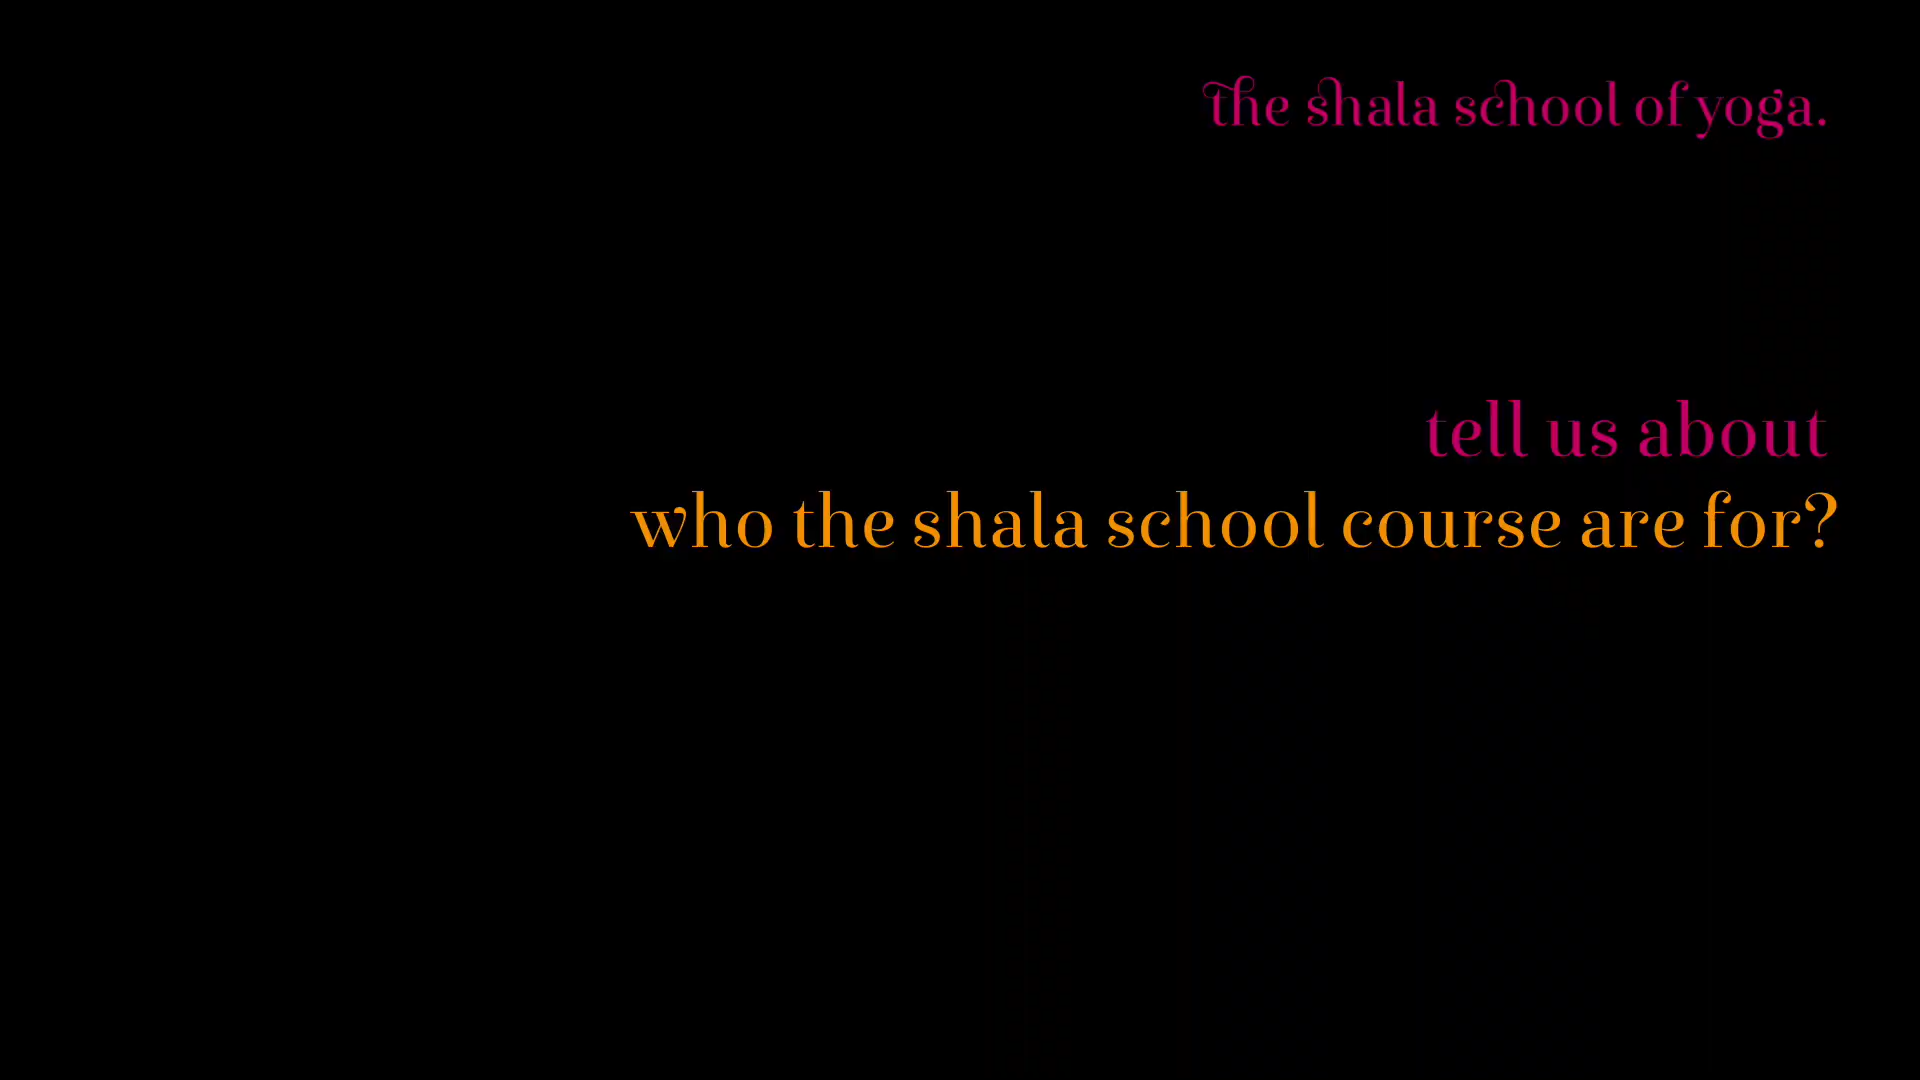 the shala school of yoga.
tell us about
who the shala school course are for?